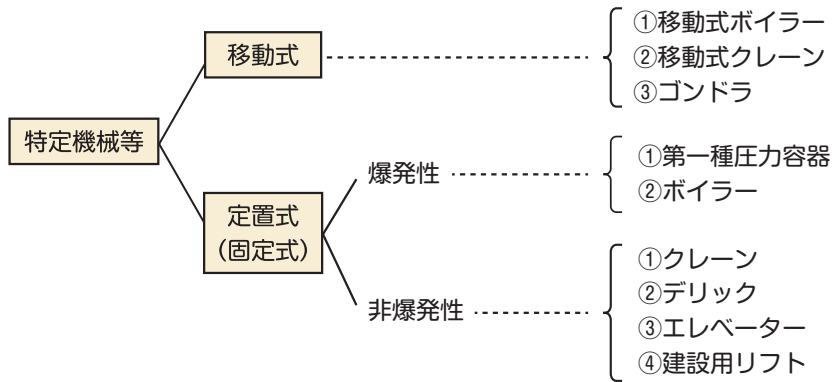 特定機械等
移動式
①移動式ボイラー
②移動式クレーン
③ゴンドラ
定置式
（固定式）
爆発性
①第一種圧力容器
②ボイラー
非爆発性
①クレーン
②デリック
③エレベーター
④建設用リフト